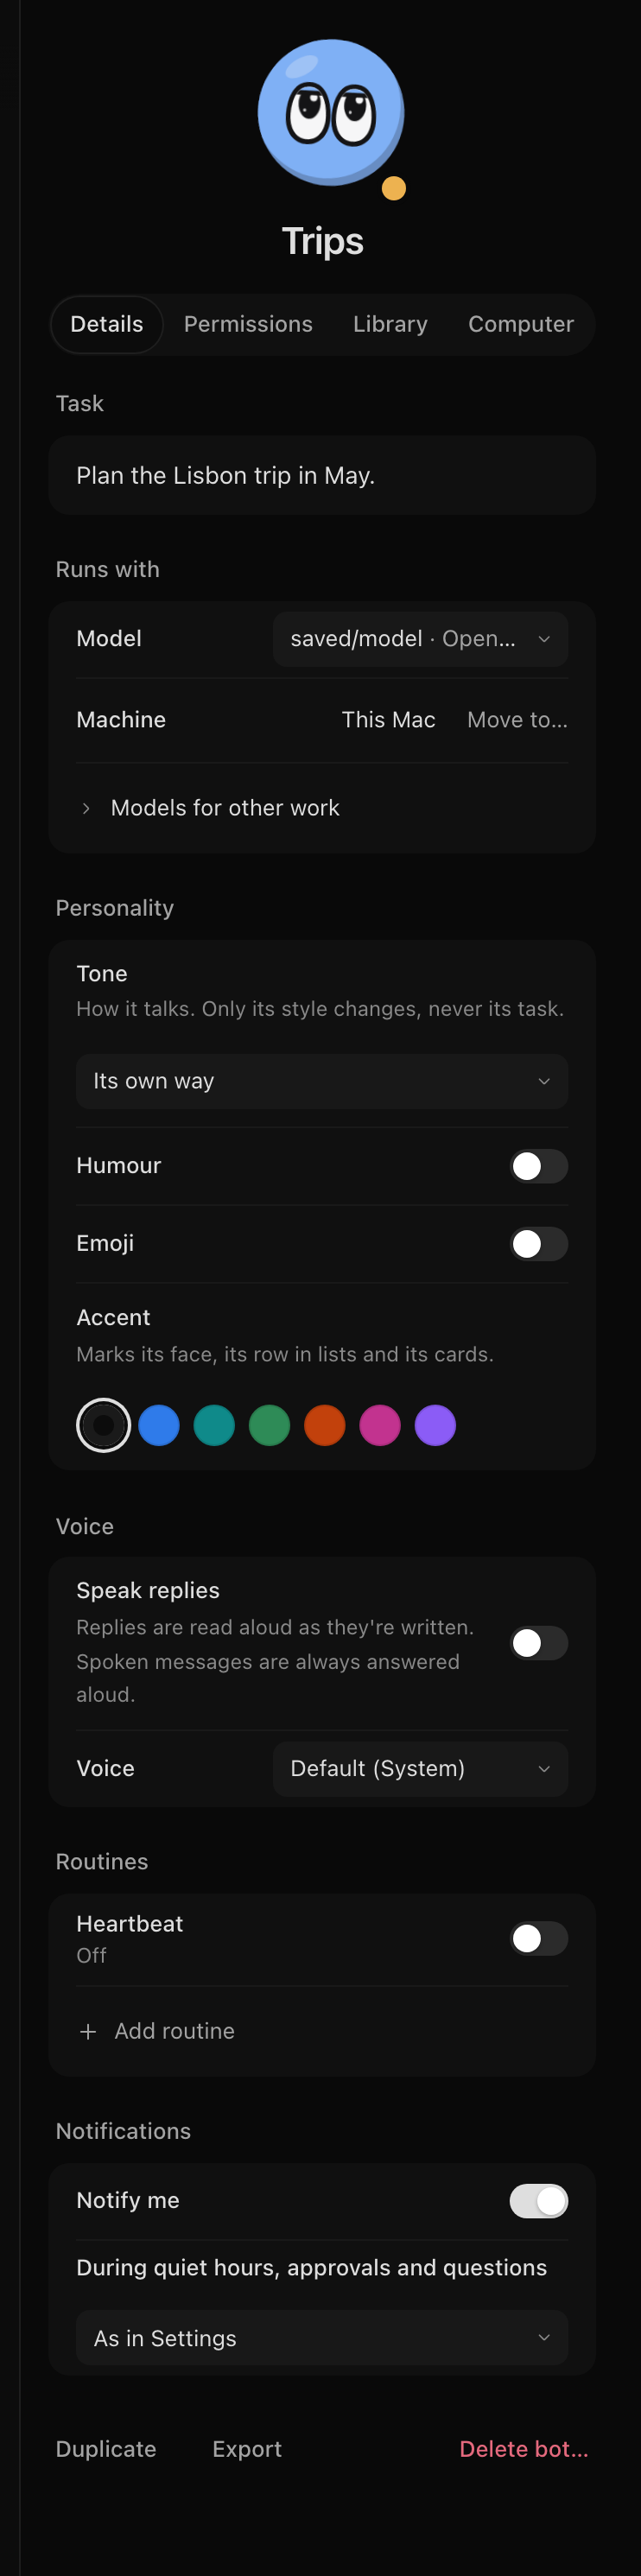 Trips
Details Permissions Library Computer
Task
Plan the Lisbon trip in May.
Runs with
Model saved/model · Open...
Machine This Mac Move to...
Models for other work
Personality
Tone
How it talks. Only its style changes, never its task.
Its own way
Humour
Emoji
Accent
Marks its face, its row in lists and its cards.
Voice
Speak replies
Replies are read aloud as they're written.
Spoken messages are always answered
aloud.
Voice Default (System)
Routines
Heartbeat
Off
+ Add routine
Notifications
Notify me
During quiet hours, approvals and questions
As in Settings
Duplicate Export Delete bot...